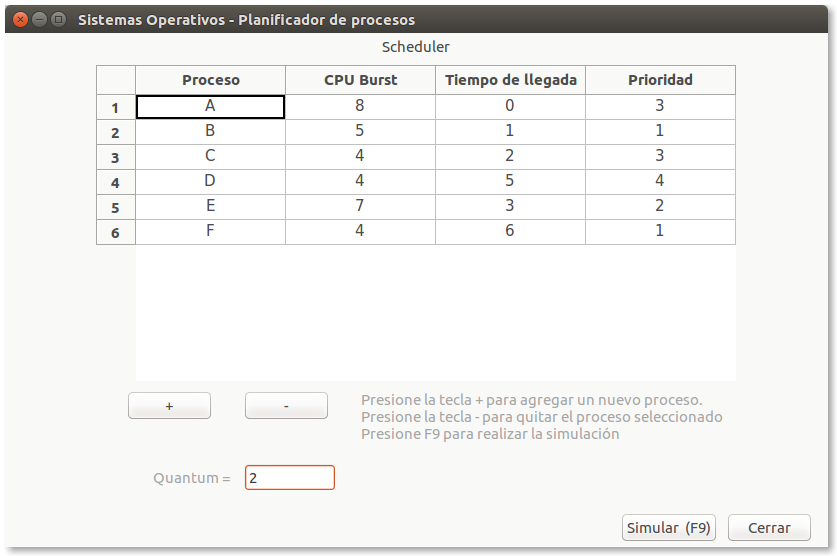 Sistemas Operativos - Planificador de procesos
Scheduler
Proceso CPU Burst Tiempo de llegada Prioridad
1 A 8 0 3
2 B 5 1 1
3 C 4 2 3
4 D 4 5 4
5 E 7 3 2
6 F 4 6 1
+ - Presione la tecla + para agregar un nuevo proceso.
Presione la tecla - para quitar el proceso seleccionado
Presione F9 para realizar la simulación
Quantum = 2
Simular (F9) Cerrar